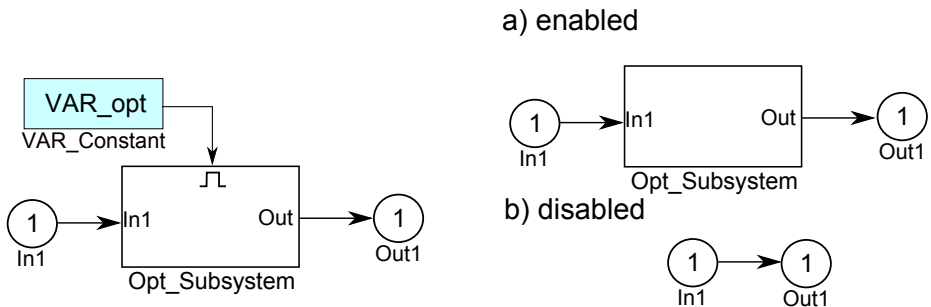 VAR_opt
VAR_Constant
1
In1
In1
Out
1
Out1
Opt_Subsystem
a) enabled
1
In1
In1
Out
1
Out1
Opt_Subsystem
b) disabled
1
In1
1
Out1